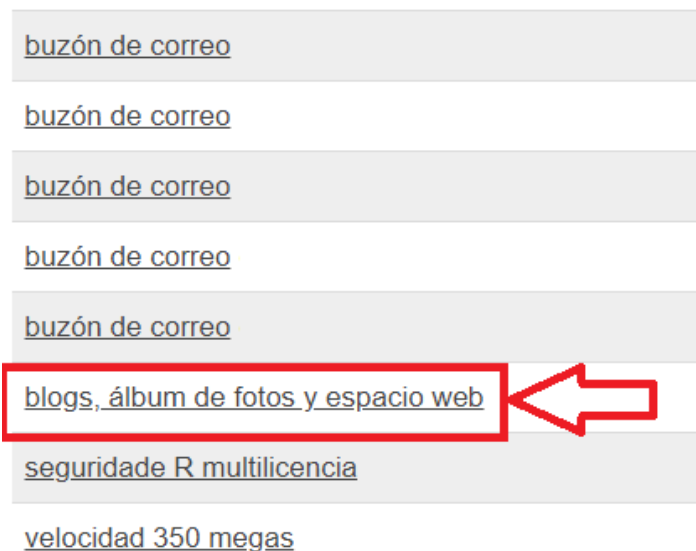 buzón de correo
buzón de correo
buzón de correo
buzón de correo
buzón de correo
blogs, álbum de fotos y espacio web
seguridade R multilicencia
velocidad 350 megas